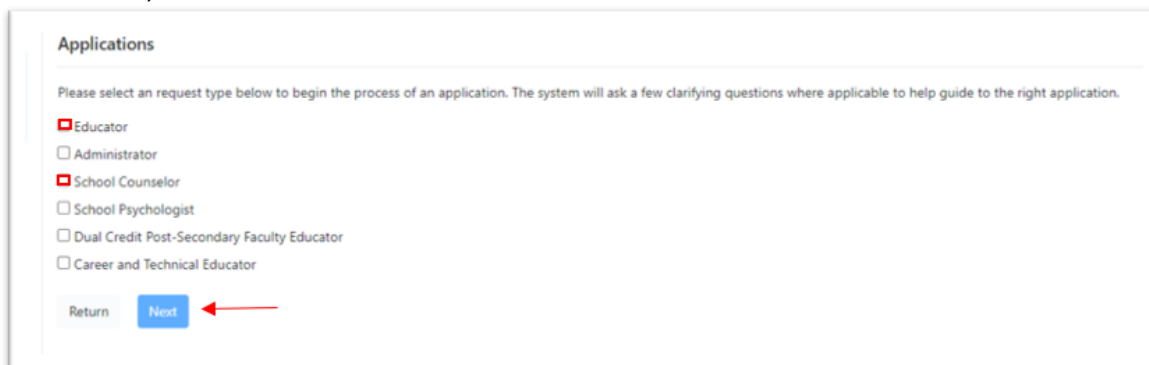 Applications
Please select an request type below to begin the process of an application. The system will ask a few clarifying questions where applicable to help guide to the right application.
Educator
Administrator
School Counselor
School Psychologist
Dual Credit Post-Secondary Faculty Educator
Career and Technical Educator
Return Next